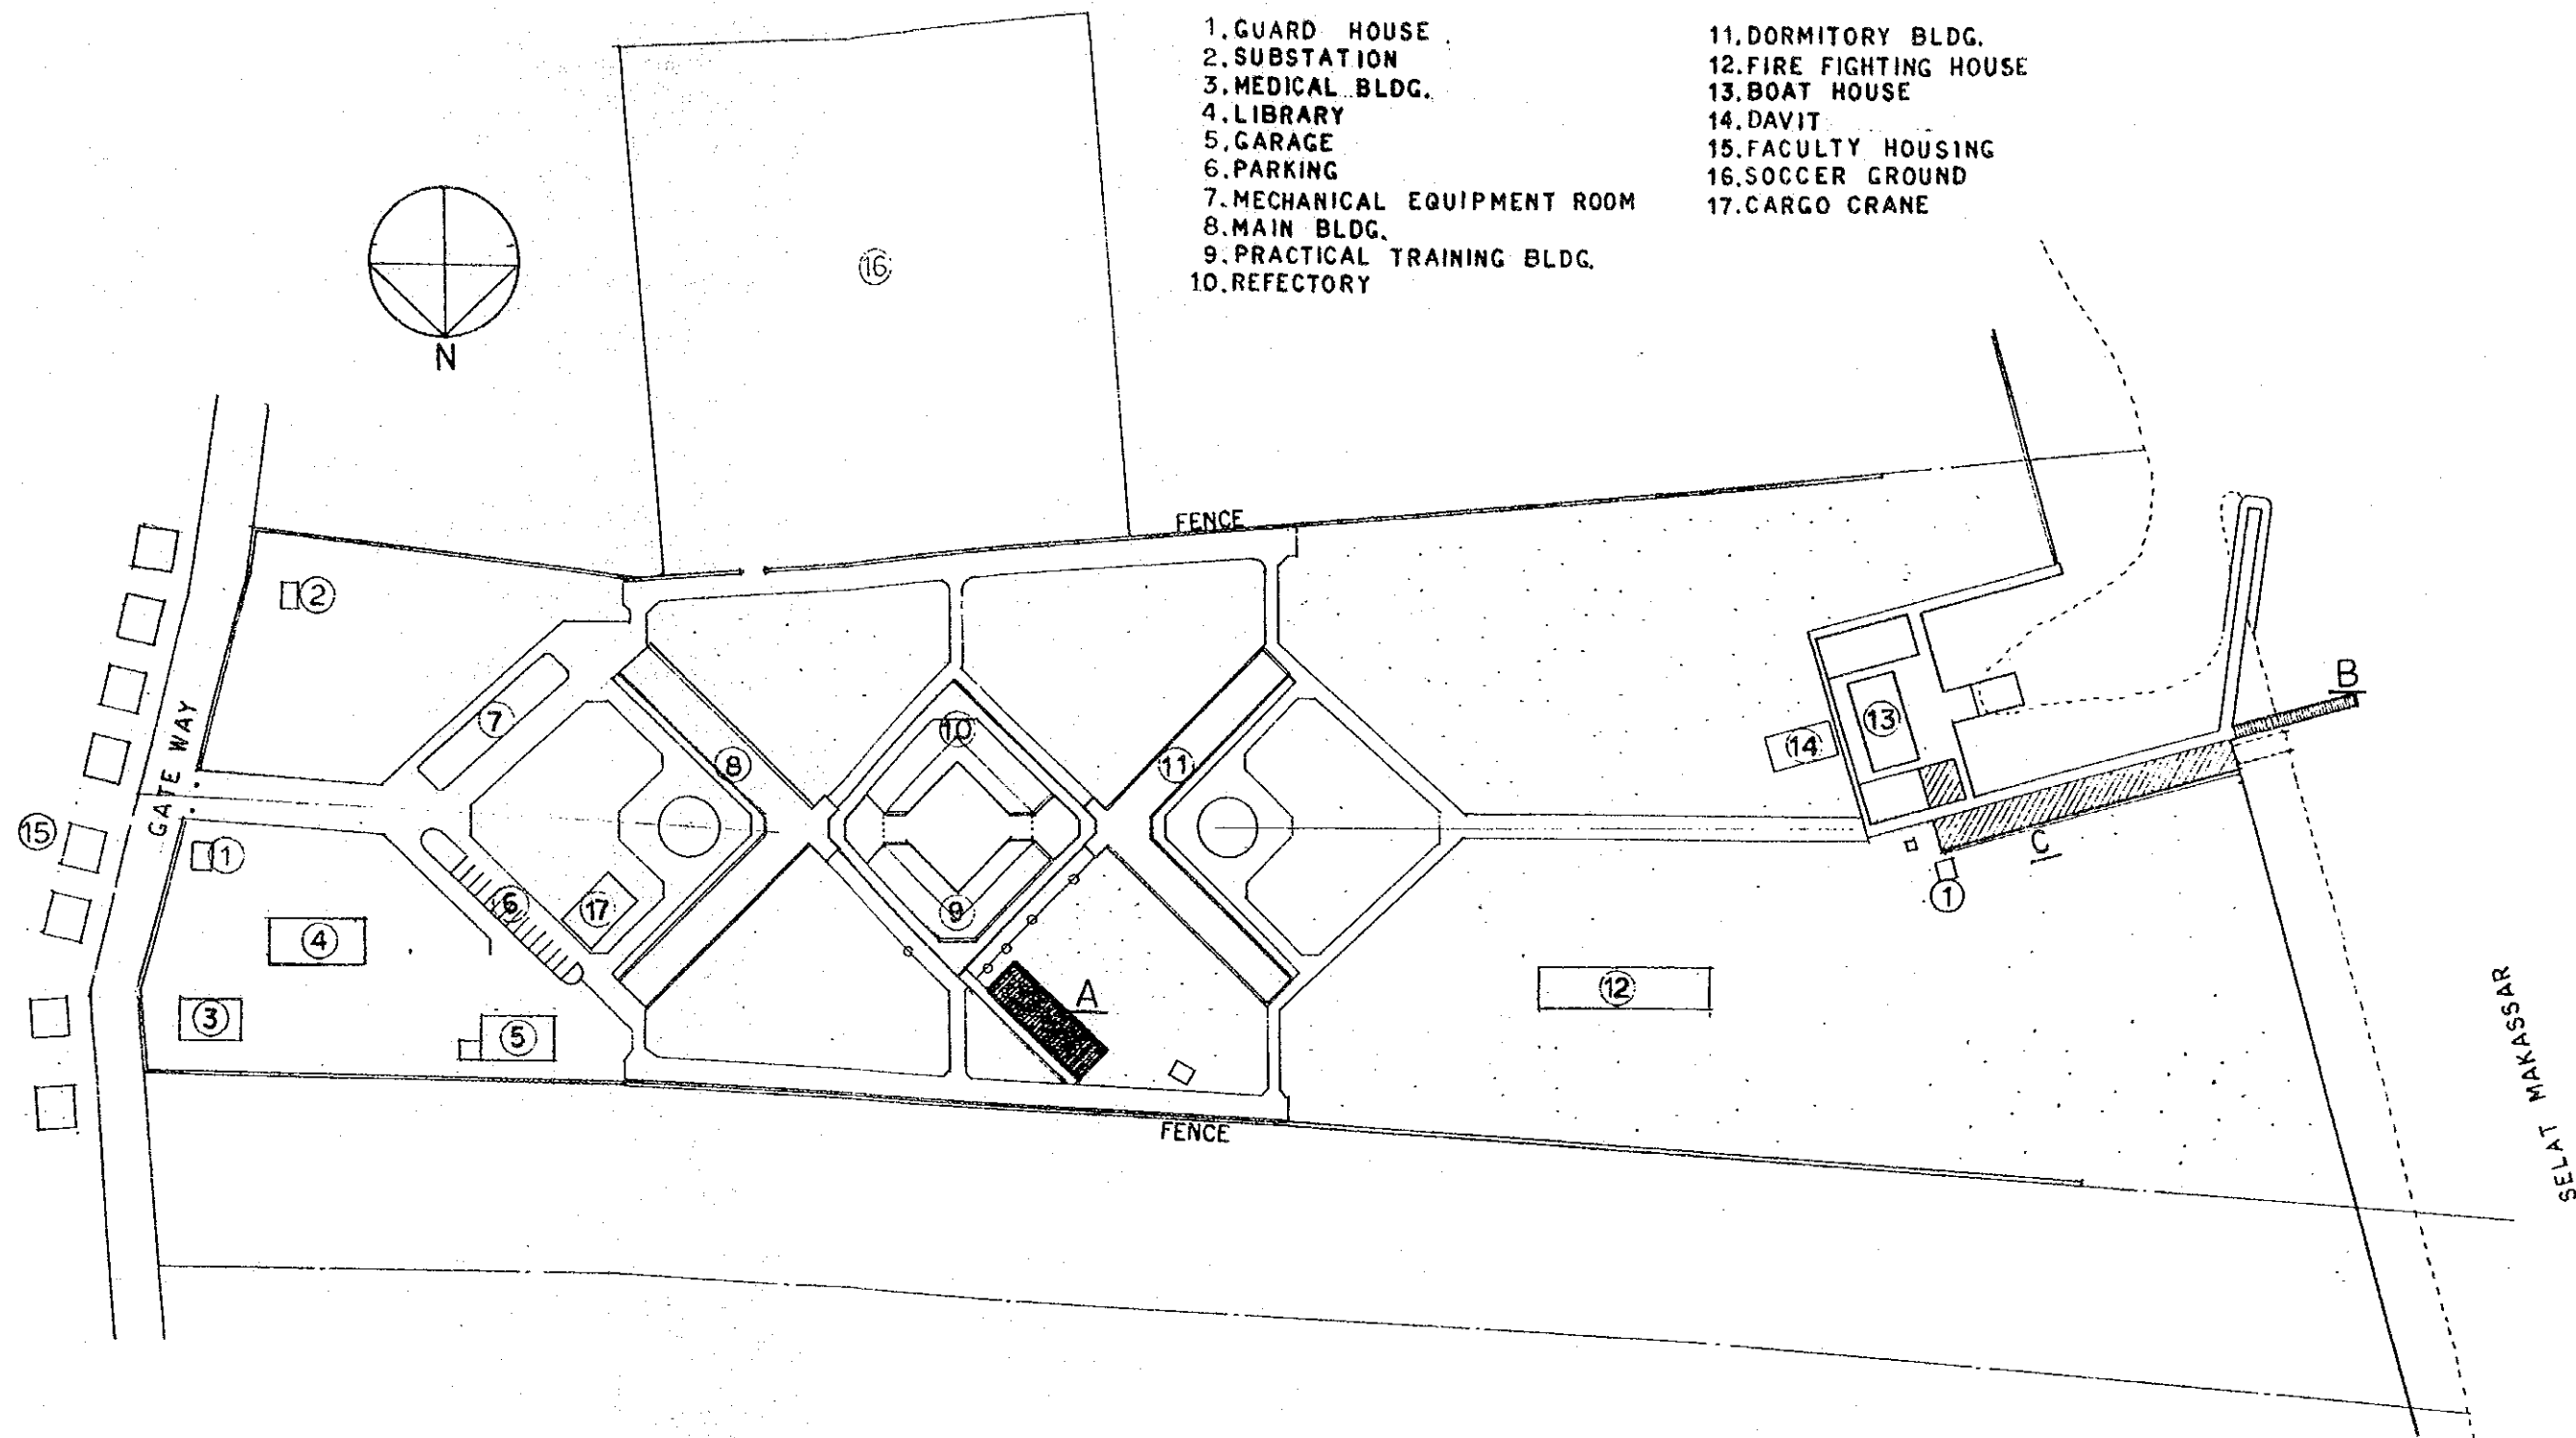 1.GUARD HOUSE
2.SUBSTATION
3.MEDICAL BLDG.
4.LIBRARY
5.GARAGE
6.PARKING
7.MECHANICAL EQUIPMENT ROOM
8.MAIN BLDG.
9.PRACTICAL TRAINING BLDG.
10.REFECTORY
11.DORMITORY BLDG.
12.FIRE FIGHTING HOUSE
13.BOAT HOUSE
14.DAVIT
15.FACULTY HOUSING
16.SOCCER GROUND
17.CARGO CRANE
16
N
FENCE
2
7
8
10
11
13
14
B
GATE WAY
15
1
6
17
9
4
C
1
3
5
A
12
FENCE
SELAT MAKASSAR